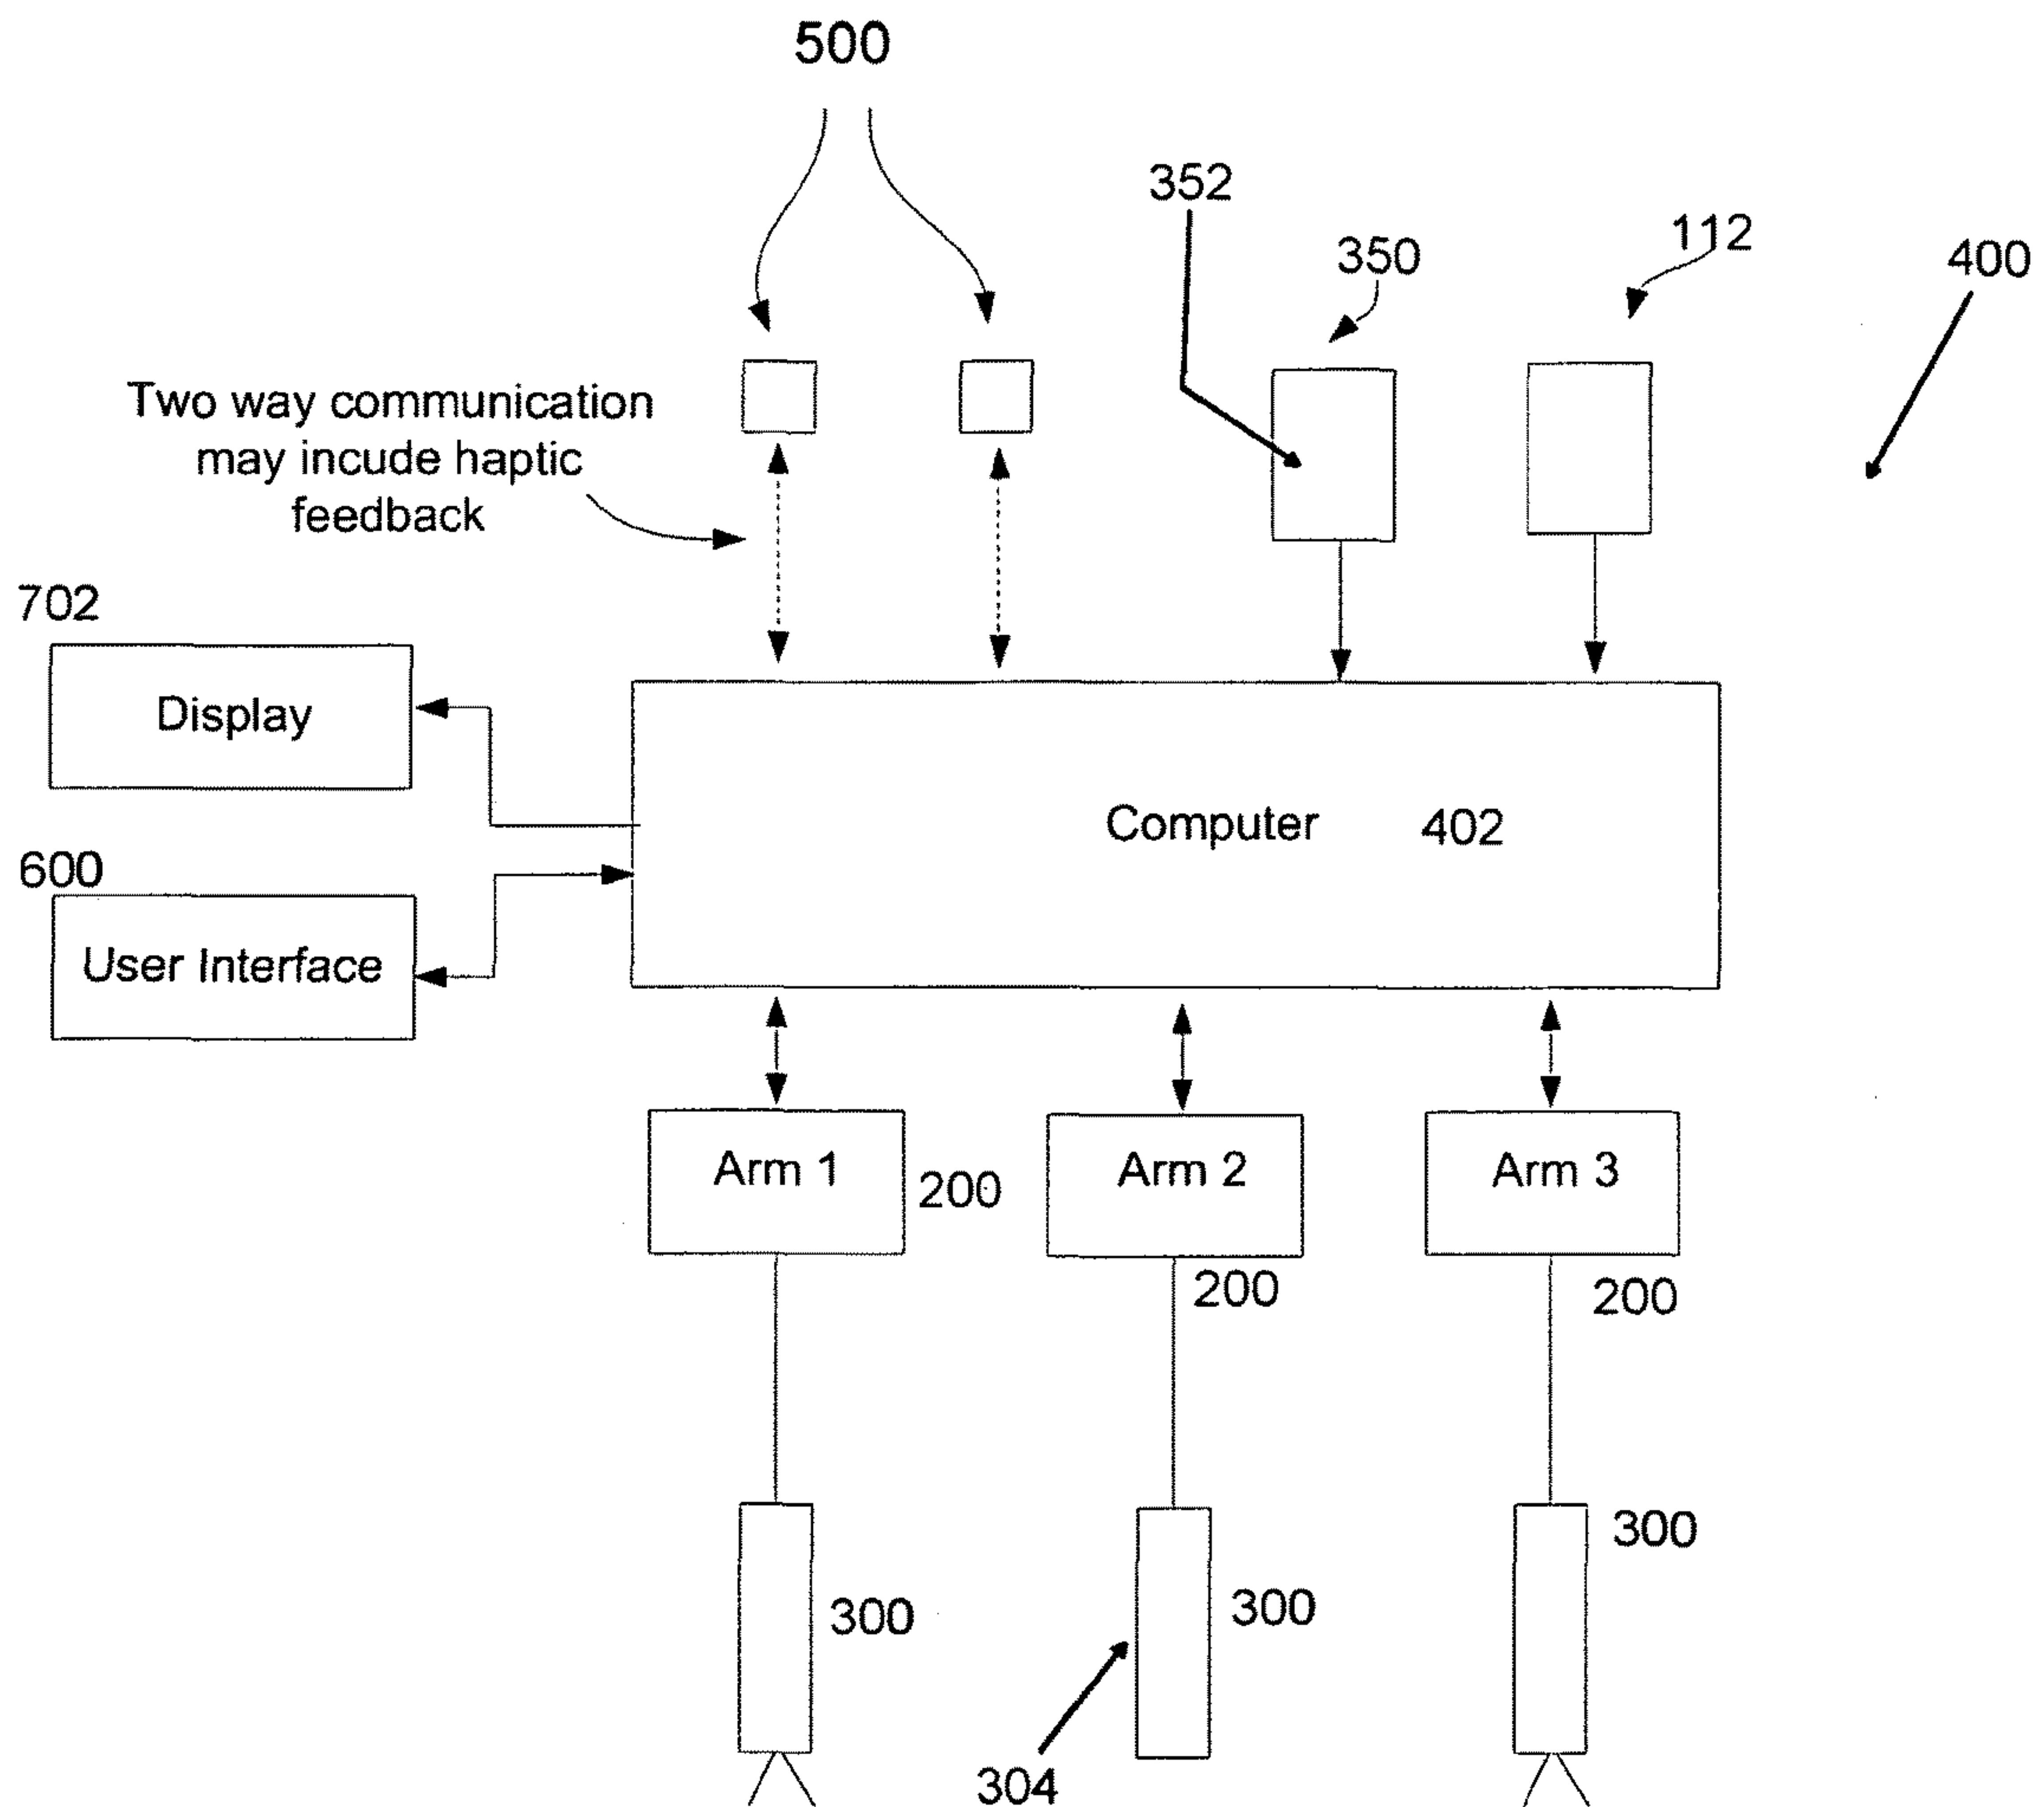 500
352
350
112
400
Two way communication
may incude haptic
feedback
702
Display
Computer 402
600
User Interface
Arm 1
200
Arm 2
200
Arm 3
200
300
300
300
304